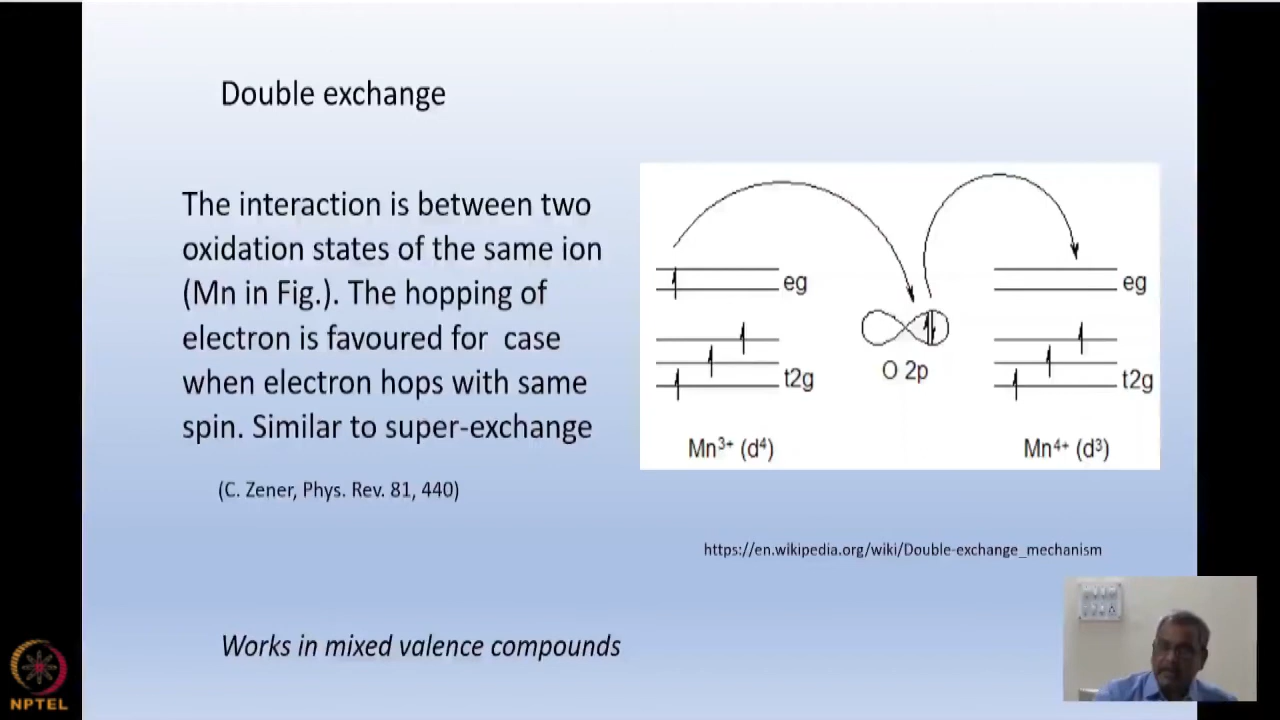 Double exchange
The interaction is between two
oxidation states of the same ion
(Mn in Fig.). The hopping of
electron is favoured for case
when electron hops with same
spin. Similar to super-exchange
(C. Zener, Phys. Rev. 81, 440)
eg
eg
t2g
O 2p
t2g
Mn³⁺ (d⁴)
Mn⁴⁺ (d³)
https://en.wikipedia.org/wiki/Double-exchange_mechanism
Works in mixed valence compounds
NPTEL